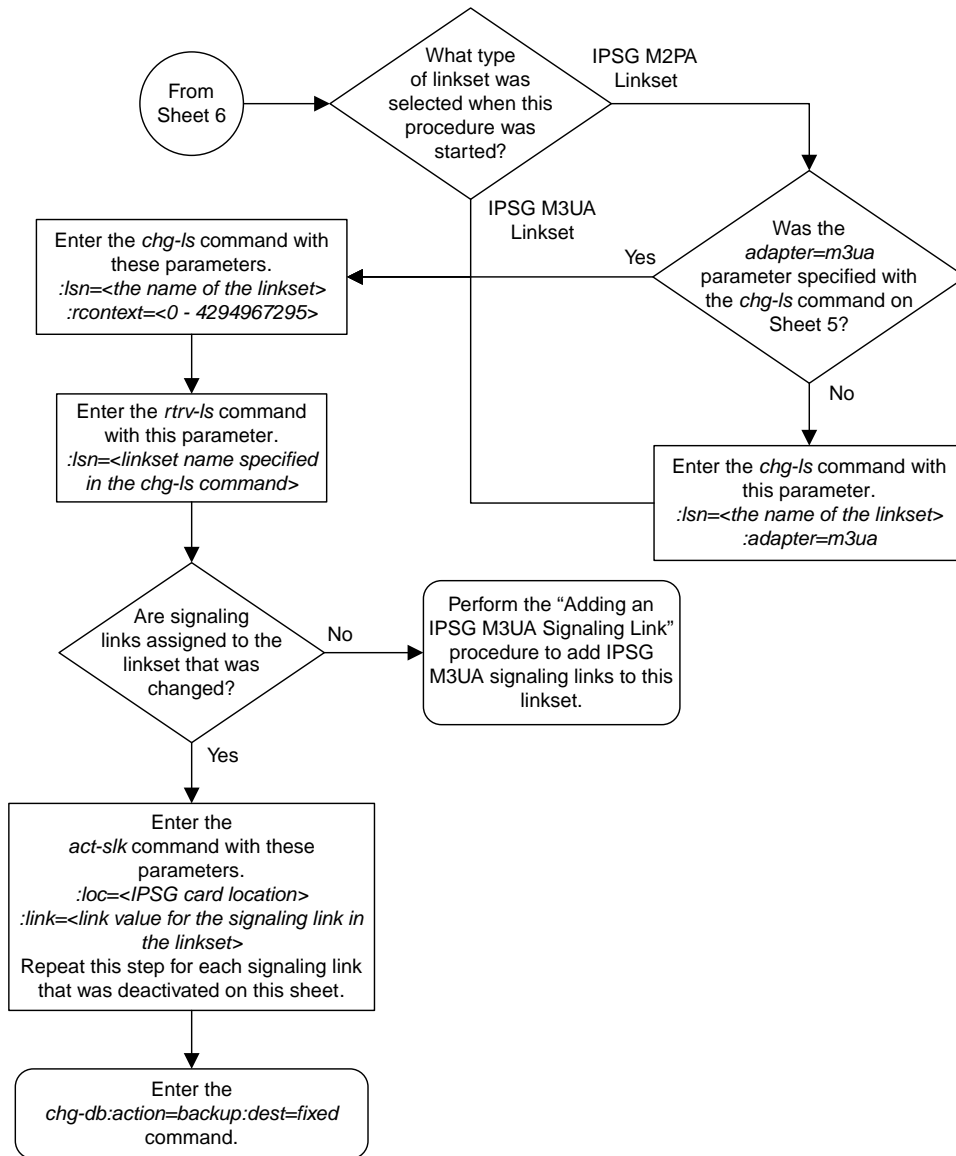 From
Sheet 6
What type
of linkset was
selected when this
procedure was
started?
IPSG M2PA
Linkset
IPSG M3UA
Linkset
Was the
adapter=m3ua
parameter specified with
the chg-ls command on
Sheet 5?
Yes
No
Enter the chg-ls command with
this parameter.
:lsn=<the name of the linkset>
:adapter=m3ua
Enter the chg-ls command with
these parameters.
:lsn=<the name of the linkset>
:rcontext=<0 - 4294967295>
Enter the rtrv-ls command
with this parameter.
:lsn=<linkset name specified
in the chg-ls command>
Are signaling
links assigned to the
linkset that was
changed?
No
Perform the “Adding an
IPSG M3UA Signaling Link”
procedure to add IPSG
M3UA signaling links to this
linkset.
Yes
Enter the
act-slk command with these
parameters.
:loc=<IPSG card location>
:link=<link value for the signaling link in
the linkset>
Repeat this step for each signaling link
that was deactivated on this sheet.
Enter the
chg-db:action=backup:dest=fixed
command.